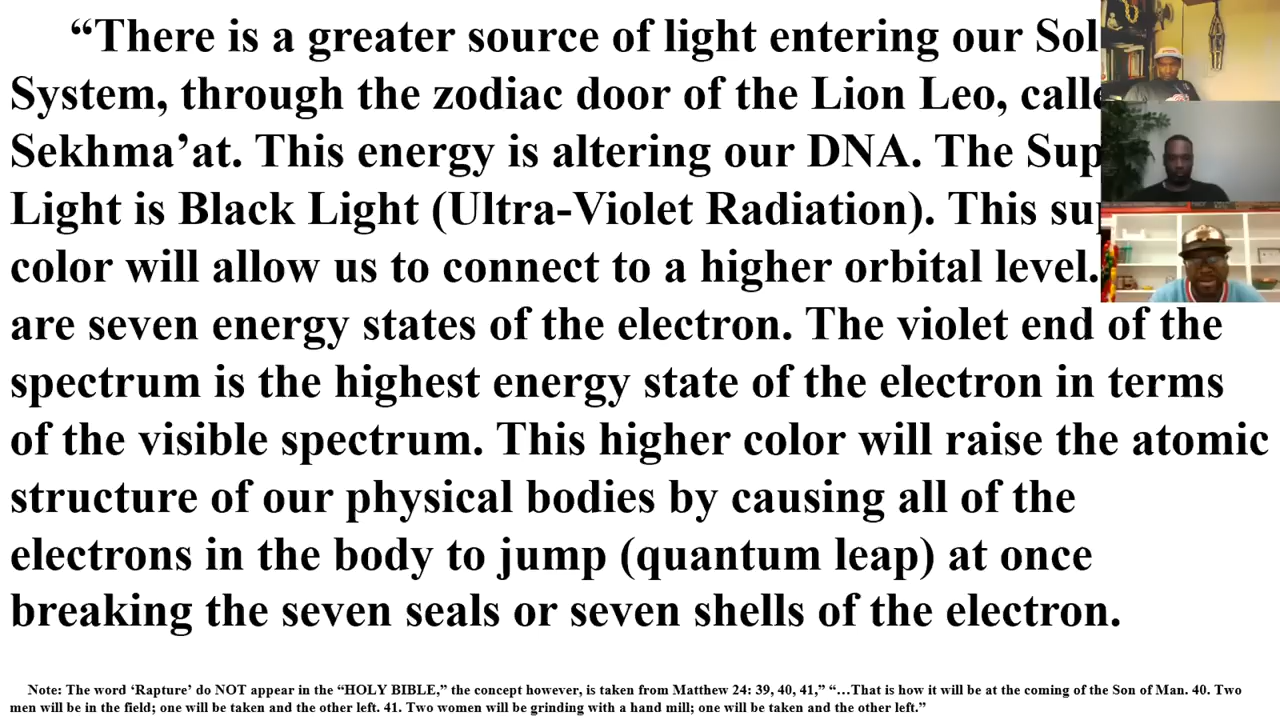 “There is a greater source of light entering our Sol
System, through the zodiac door of the Lion Leo, calle
Sekhma’at. This energy is altering our DNA. The Sup
Light is Black Light (Ultra-Violet Radiation). This sup
color will allow us to connect to a higher orbital level.
are seven energy states of the electron. The violet end of the
spectrum is the highest energy state of the electron in terms
of the visible spectrum. This higher color will raise the atomic
structure of our physical bodies by causing all of the
electrons in the body to jump (quantum leap) at once
breaking the seven seals or seven shells of the electron.
Note: The word ‘Rapture’ do NOT appear in the “HOLY BIBLE,” the concept however, is taken from Matthew 24: 39, 40, 41,” “…That is how it will be at the coming of the Son of Man. 40. Two
men will be in the field; one will be taken and the other left. 41. Two women will be grinding with a hand mill; one will be taken and the other left.”